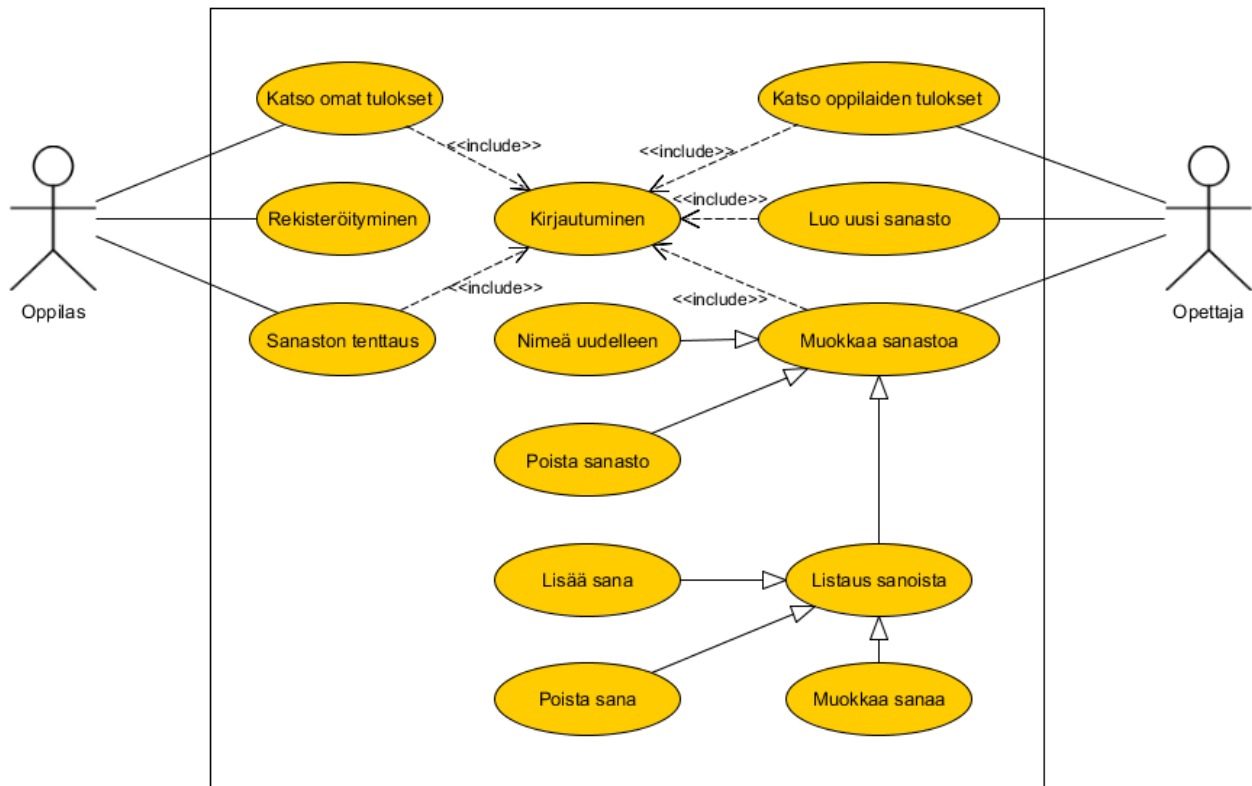 Katso omat tulokset
Katso oppilaiden tulokset
<<include>>
<<include>>
Rekisteröityminen
Kirjautuminen
<<include>>
Luo uusi sanasto
Oppilas
Opettaja
<<include>>
<<include>>
Sanaston tenttaus
Nimeä uudelleen
Muokkaa sanastoa
Poista sanasto
Lisää sana
Listaus sanoista
Poista sana
Muokkaa sanaa